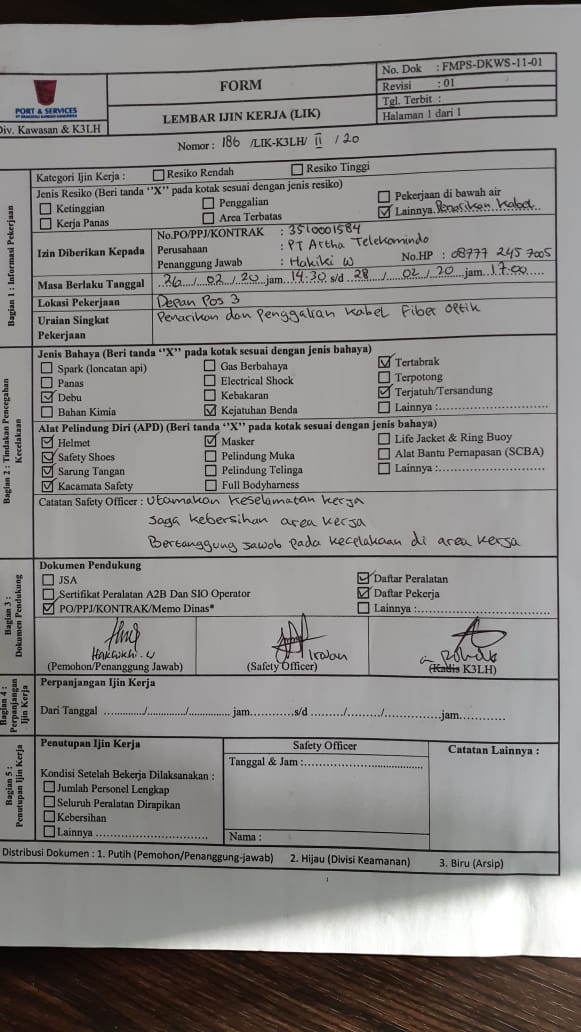 PORT & SERVICES
Div. Kawasan & K3LH
FORM
LEMBAR IJIN KERJA (LIK)
No. Dok : FMPS-DKWS-11-01
Revisi : 01
Tgl. Terbit :
Halaman 1 dari 1
Nomor : 186 /LIK-K3LH/ II / 20
Bagian 1 : Informasi Pekerjaan
Kategori Ijin Kerja : Resiko Rendah Resiko Tinggi
Jenis Resiko (Beri tanda "X" pada kotak sesuai dengan jenis resiko)
Ketinggian Penggalian Pekerjaan di bawah air
Kerja Panas Area Terbatas Lainnya. Penarikan Kabel
Izin Diberikan Kepada
No.PO/PPJ/KONTRAK : 3510001584
Perusahaan : PT Artha Telekomindo
Penanggung Jawab : Hakiki W No.HP : 08777 245 7005
Masa Berlaku Tanggal 26 / 02 / 20 jam 14.30 s/d 28 / 02 / 20 jam 17.00
Lokasi Pekerjaan Depan Pos 3
Uraian Singkat Pekerjaan Penarikan dan Penggalian Kabel Fiber Optik
Bagian 2 : Tindakan Pencegahan Kecelakaan
Jenis Bahaya (Beri tanda "X" pada kotak sesuai dengan jenis bahaya)
Spark (loncatan api) Gas Berbahaya Tertabrak
Panas Electrical Shock Terpotong
Debu Kebakaran Terjatuh/Tersandung
Bahan Kimia Kejatuhan Benda Lainnya :
Alat Pelindung Diri (APD) (Beri tanda "X" pada kotak sesuai dengan jenis bahaya)
Helmet Masker Life Jacket & Ring Buoy
Safety Shoes Pelindung Muka Alat Bantu Pernapasan (SCBA)
Sarung Tangan Pelindung Telinga Lainnya :
Kacamata Safety Full Bodyharness
Catatan Safety Officer : Utamakan Keselamatan kerja
Jaga kebersihan area kerja
Bertanggung jawab pada kecelakaan di area kerja
Bagian 3 : Dokumen Pendukung
Dokumen Pendukung
JSA Daftar Peralatan
Sertifikat Peralatan A2B Dan SIO Operator Daftar Pekerja
PO/PPJ/KONTRAK/Memo Dinas* Lainnya :
Irwan
(Pemohon/Penanggung Jawab) (Safety Officer) (Kadis K3LH)
Bagian 4 : Perpanjangan Ijin Kerja
Perpanjangan Ijin Kerja
Dari Tanggal ............/............/............ jam............s/d ........./........./............jam............
Bagian 5 : Penutupan Ijin Kerja
Penutupan Ijin Kerja Safety Officer Catatan Lainnya :
Tanggal & Jam :
Kondisi Setelah Bekerja Dilaksanakan :
Jumlah Personel Lengkap
Seluruh Peralatan Dirapikan
Kebersihan
Lainnya ............................
Nama :
Distribusi Dokumen : 1. Putih (Pemohon/Penanggung-jawab) 2. Hijau (Divisi Keamanan) 3. Biru (Arsip)